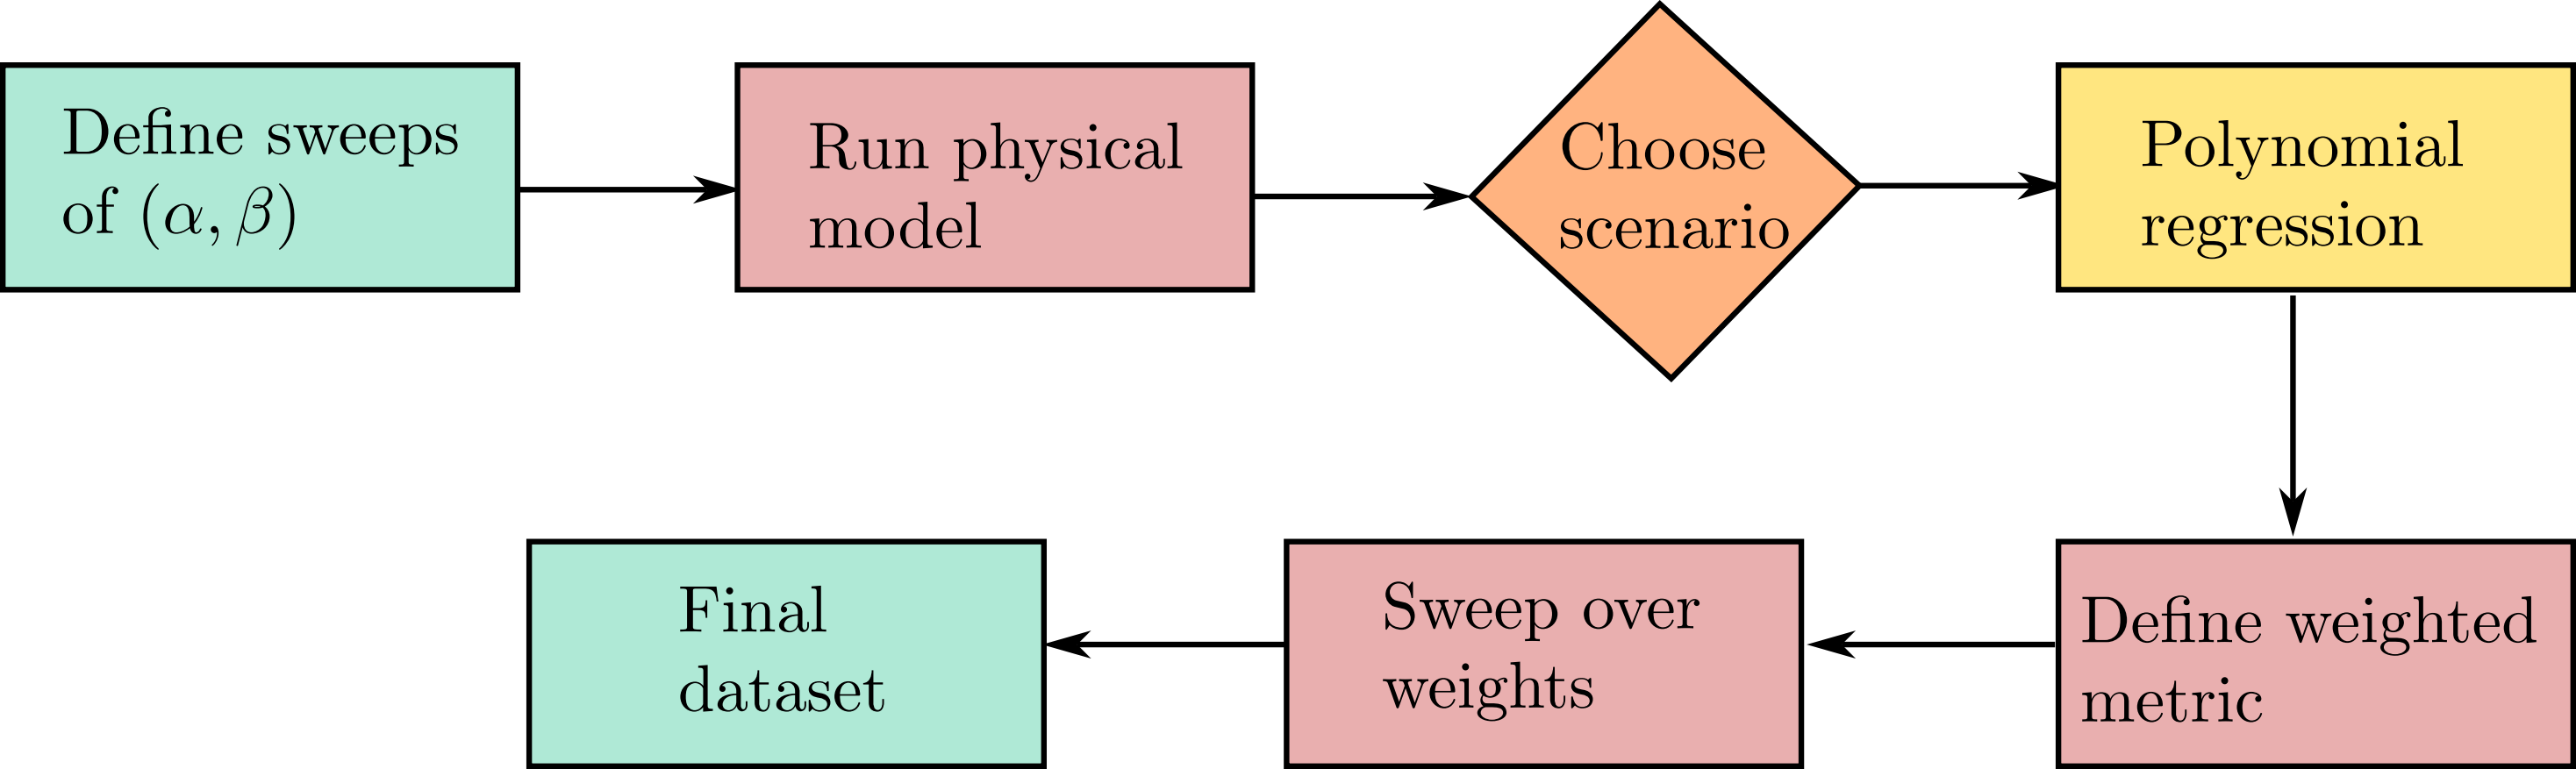 Define sweeps
of (α, β)
Run physical
model
Choose
scenario
Polynomial
regression
Define weighted
metric
Sweep over
weights
Final
dataset